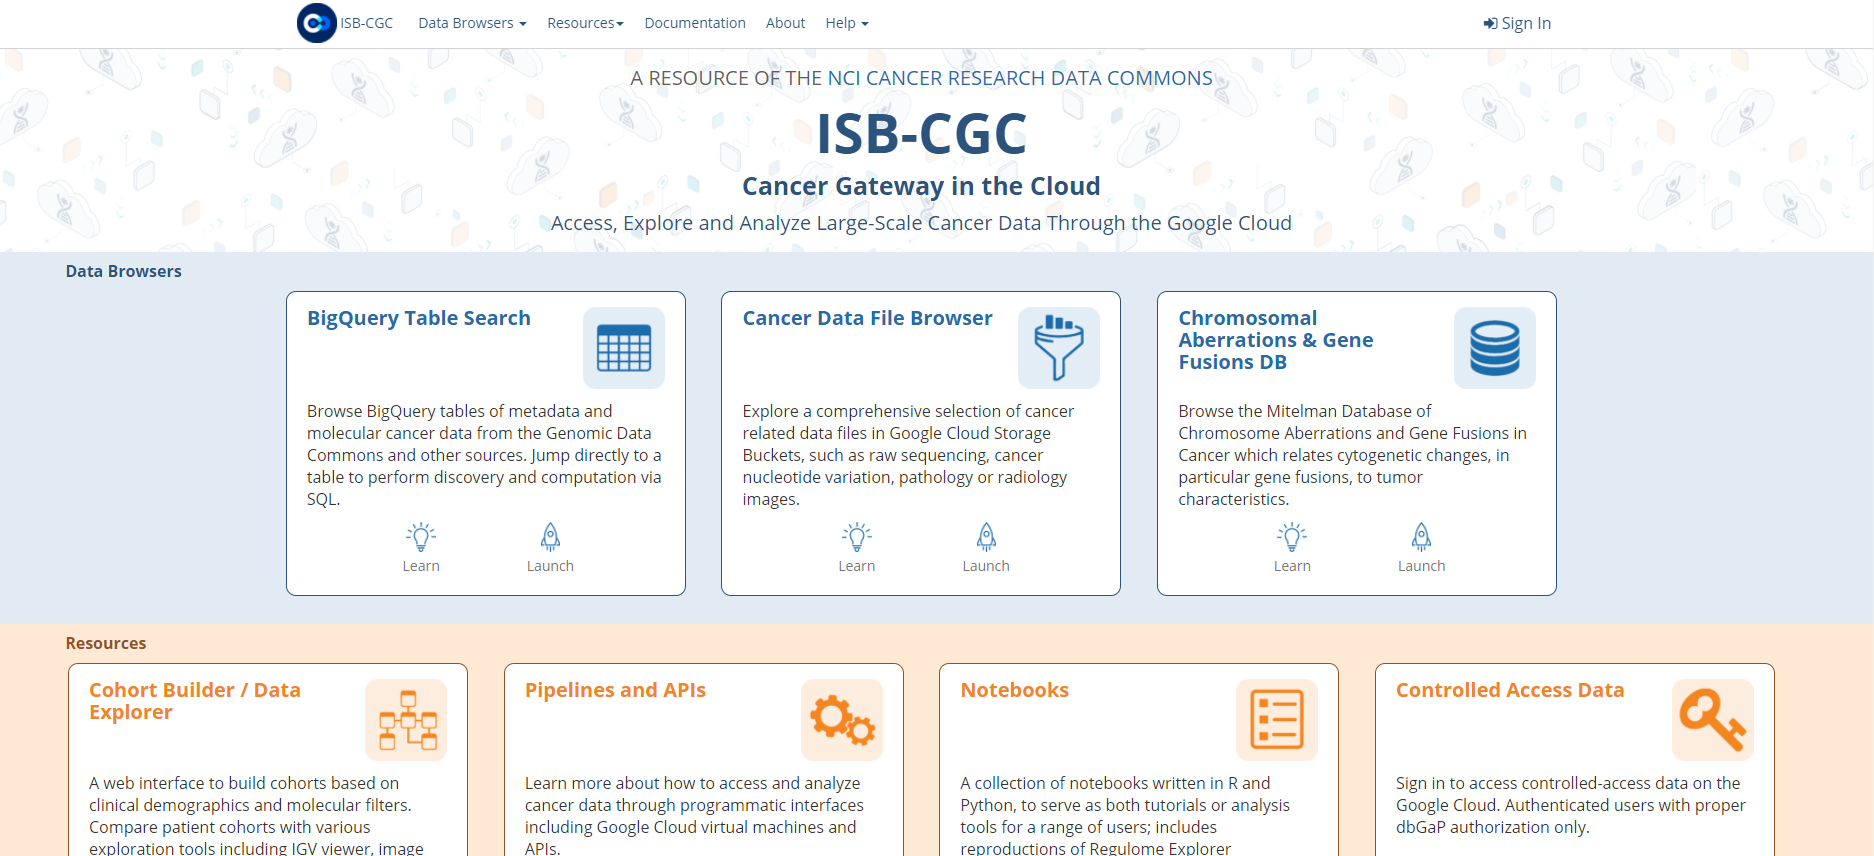 ISB-CGC Data Browsers Resources Documentation About Help Sign In
A RESOURCE OF THE NCI CANCER RESEARCH DATA COMMONS
ISB-CGC
Cancer Gateway in the Cloud
Access, Explore and Analyze Large-Scale Cancer Data Through the Google Cloud
Data Browsers
BigQuery Table Search
Browse BigQuery tables of metadata and
molecular cancer data from the Genomic Data
Commons and other sources. Jump directly to a
table to perform discovery and computation via
SQL.
Learn Launch
Cancer Data File Browser
Explore a comprehensive selection of cancer
related data files in Google Cloud Storage
Buckets, such as raw sequencing, cancer
nucleotide variation, pathology or radiology
images.
Learn Launch
Chromosomal
Aberrations & Gene
Fusions DB
Browse the Mitelman Database of
Chromosome Aberrations and Gene Fusions in
Cancer which relates cytogenetic changes, in
particular gene fusions, to tumor
characteristics.
Learn Launch
Resources
Cohort Builder / Data
Explorer
A web interface to build cohorts based on
clinical demographics and molecular filters.
Compare patient cohorts with various
exploration tools including IGV viewer, image
Pipelines and APIs
Learn more about how to access and analyze
cancer data through programmatic interfaces
including Google Cloud virtual machines and
APIs.
Notebooks
A collection of notebooks written in R and
Python, to serve as both tutorials or analysis
tools for a range of users; includes
reproductions of Regulome Explorer
Controlled Access Data
Sign in to access controlled-access data on the
Google Cloud. Authenticated users with proper
dbGaP authorization only.